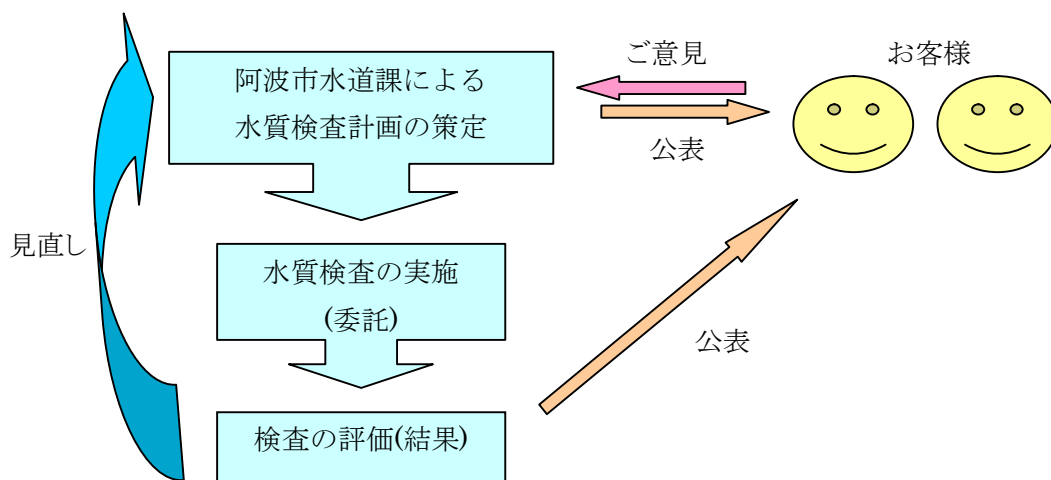 ご意見
お客様
阿波市水道課による
水質検査計画の策定
公表
見直し
水質検査の実施
(委託)
公表
検査の評価(結果)